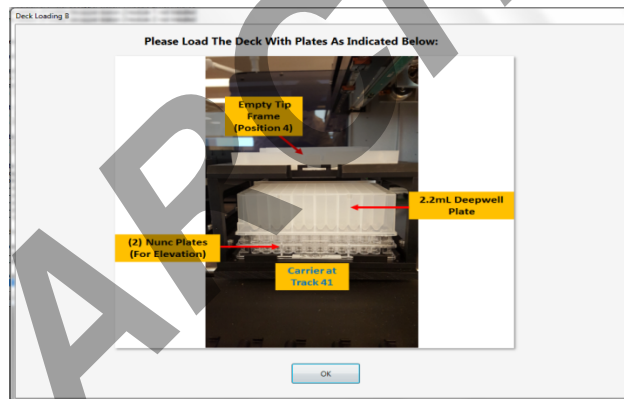 Deck Loading B
Please Load The Deck With Plates As Indicated Below:
Empty Tip
Frame
(Position 4)
2.2mL Deepwell
Plate
(2) Nunc Plates
(For Elevation)
Carrier at
Track 41
OK